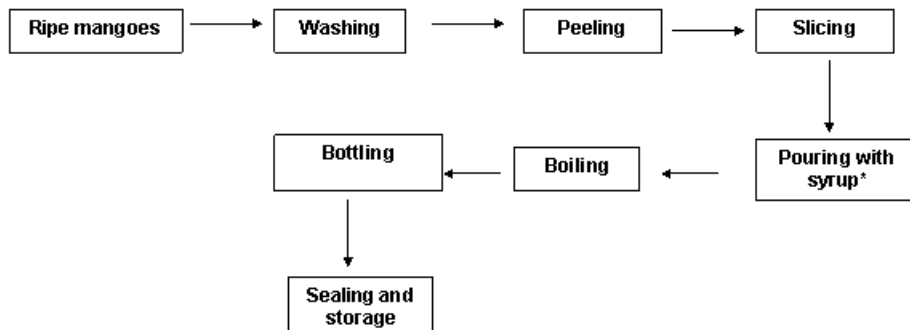 Ripe mangoes
Washing
Peeling
Slicing
Pouring with
syrup*
Boiling
Bottling
Sealing and
storage